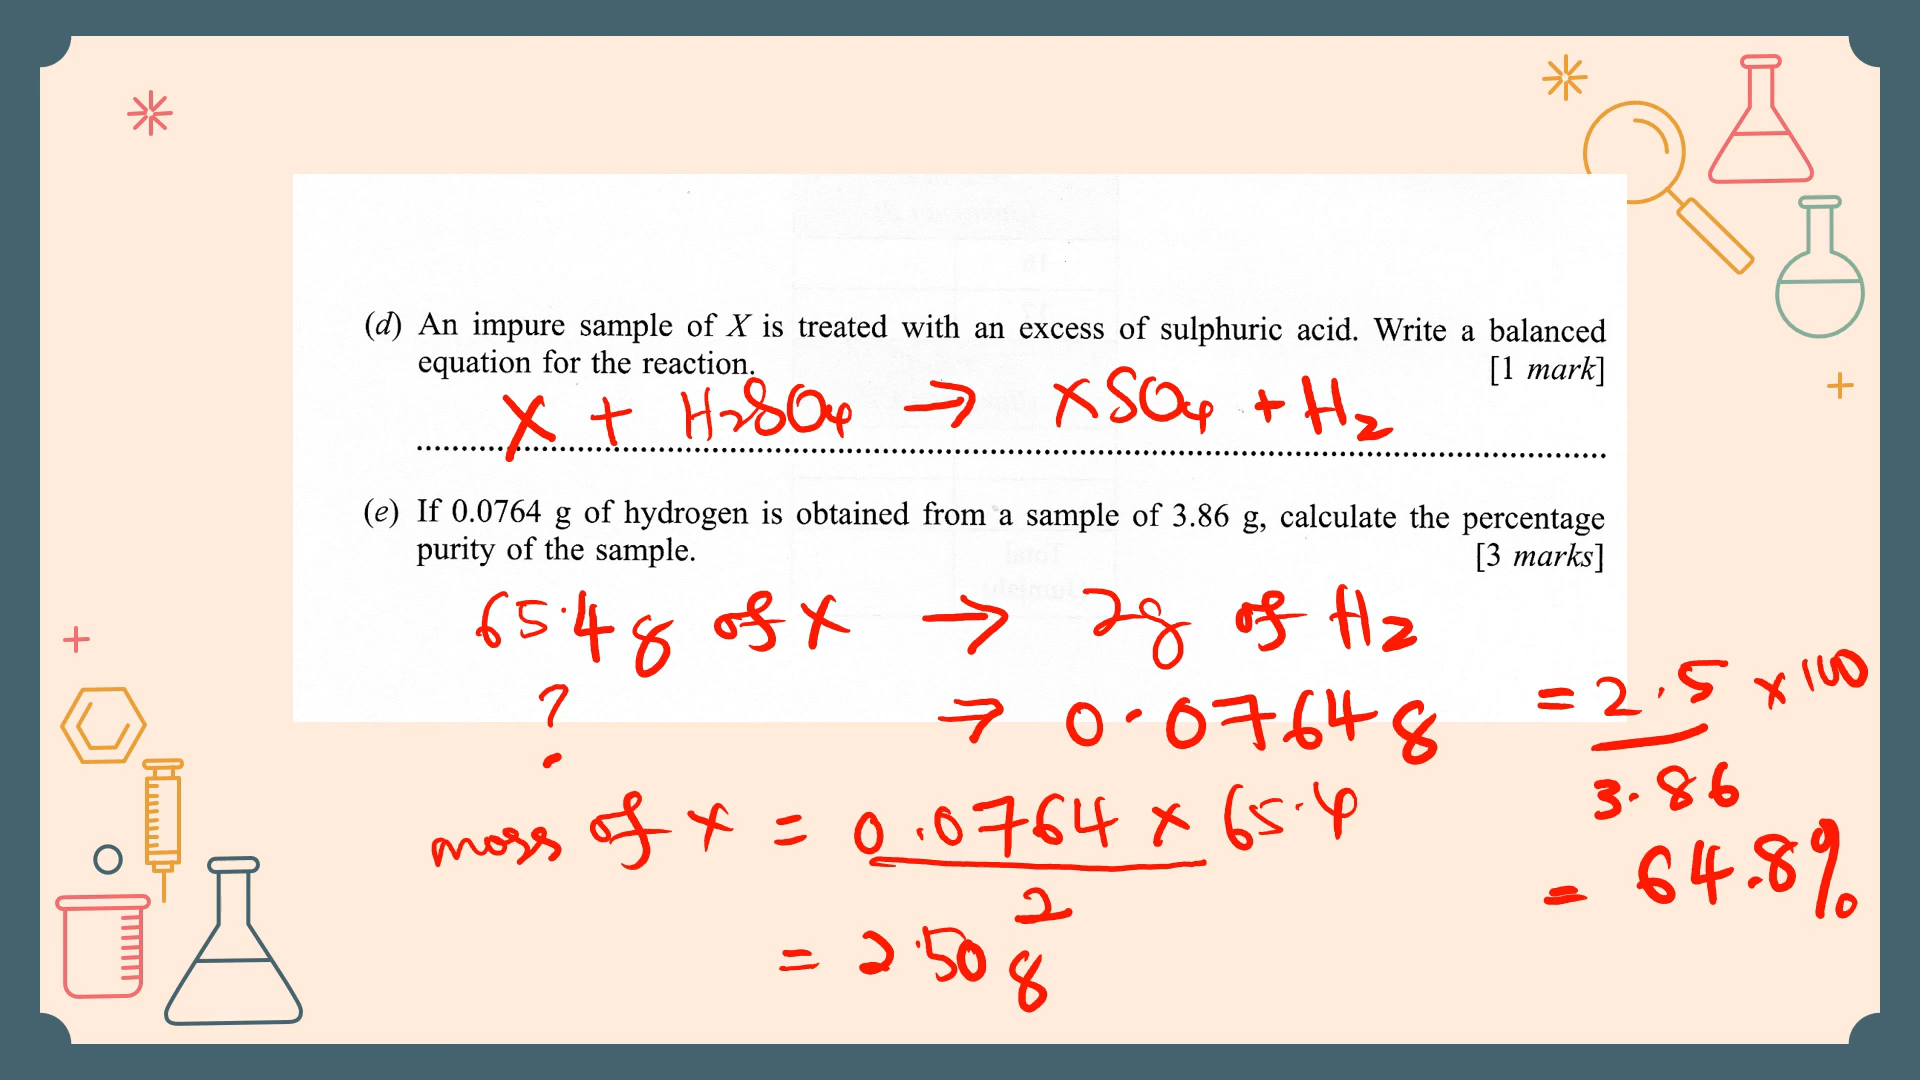 (d) An impure sample of X is treated with an excess of sulphuric acid. Write a balanced
equation for the reaction. [1 mark]
X + H2SO4 → XSO4 + H2
(e) If 0.0764 g of hydrogen is obtained from a sample of 3.86 g, calculate the percentage
purity of the sample. [3 marks]
65.4g of X → 2g of H2
? → 0.0764g
mass of X = 0.0764 × 65.4
2
= 2.50 g
= 2.5 × 100
3.86
= 64.8%